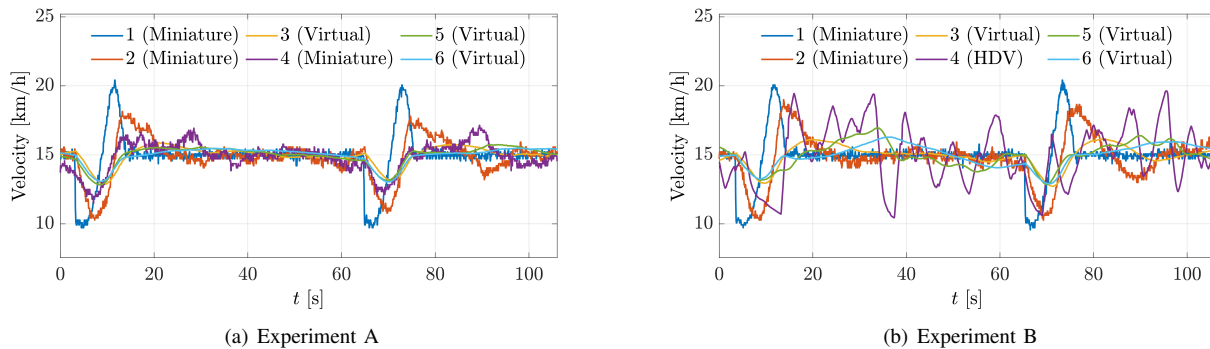 25
20
15
10
Velocity [km/h]
1 (Miniature) 3 (Virtual) 5 (Virtual)
2 (Miniature) 4 (Miniature) 6 (Virtual)
0 20 40 60 80 100
t [s]
(a) Experiment A
25
20
15
10
Velocity [km/h]
1 (Miniature) 3 (Virtual) 5 (Virtual)
2 (Miniature) 4 (HDV) 6 (Virtual)
0 20 40 60 80 100
t [s]
(b) Experiment B